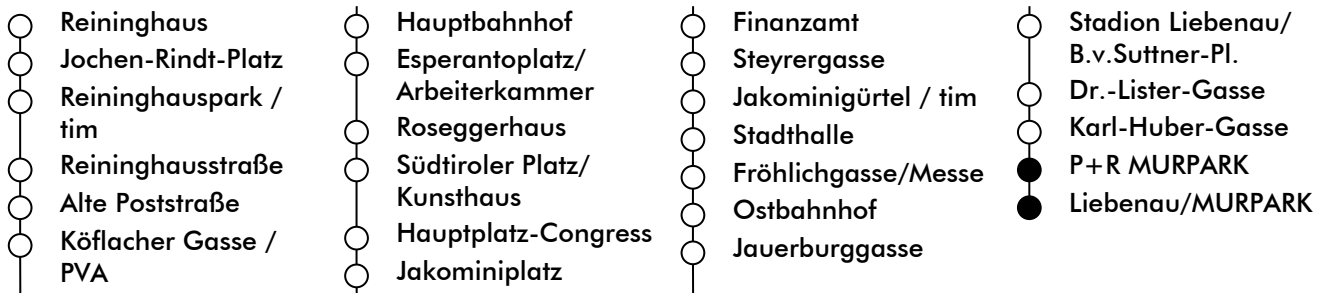 Reininghaus
Jochen-Rindt-Platz
Reininghauspark /
tim
Reininghausstraße
Alte Poststraße
Köflacher Gasse /
PVA
Hauptbahnhof
Esperantoplatz/
Arbeiterkammer
Roseggerhaus
Südtiroler Platz/
Kunsthaus
Hauptplatz-Congress
Jakominiplatz
Finanzamt
Steyrergasse
Jakominigürtel / tim
Stadthalle
Fröhlichgasse/Messe
Ostbahnhof
Jauerburggasse
Stadion Liebenau/
B.v.Suttner-Pl.
Dr.-Lister-Gasse
Karl-Huber-Gasse
P+R MURPARK
Liebenau/MURPARK